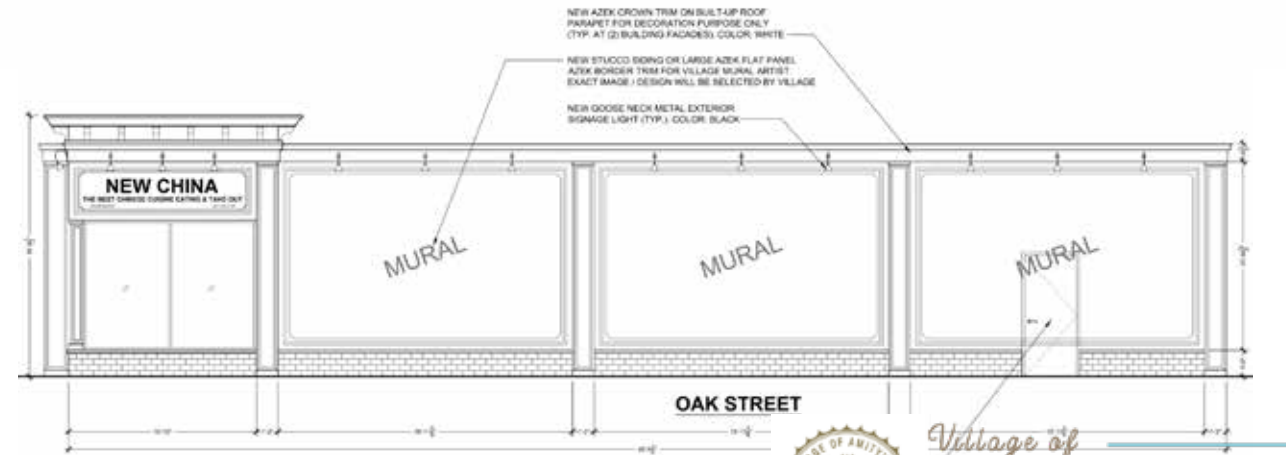 NEW AZEK CROWN TRIM ON BUILT-UP ROOF
PARAPET FOR DECORATION PURPOSE ONLY
(TYP. AT (2) BUILDING FACADES). COLOR: WHITE
NEW STUCCO SIDING OR LARGE AZEK FLAT PANEL
AZEK BORDER TRIM FOR VILLAGE MURAL ARTIST.
EXACT IMAGE / DESIGN WILL BE SELECTED BY VILLAGE
NEW GOOSE NECK METAL EXTERIOR
SIGNAGE LIGHT (TYP.). COLOR: BLACK
NEW CHINA
THE BEST CHINESE CUISINE EATING & TAKE OUT
MURAL
MURAL
MURAL
OAK STREET
Village of